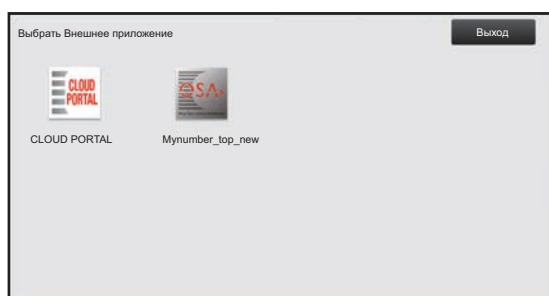 Выбрать Внешнее приложение
Выход
CLOUD
PORTAL
OSA
CLOUD PORTAL
Mynumber_top_new